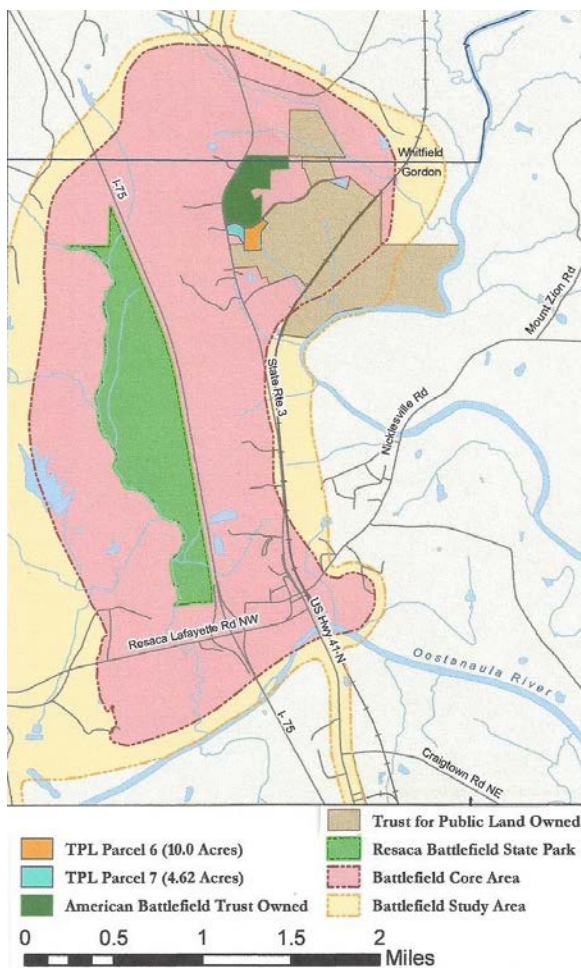 I-75
Whitfield
Gordon
Mount Zion Rd
State Rte 3
Nicklesville Rd
Resaca Lafayette Rd NW
US Hwy 41-N
Oostanaula River
I-75
Craigtown Rd NE
TPL Parcel 6 (10.0 Acres)
TPL Parcel 7 (4.62 Acres)
American Battlefield Trust Owned
Trust for Public Land Owned
Resaca Battlefield State Park
Battlefield Core Area
Battlefield Study Area
0 0.5 1 2
Miles